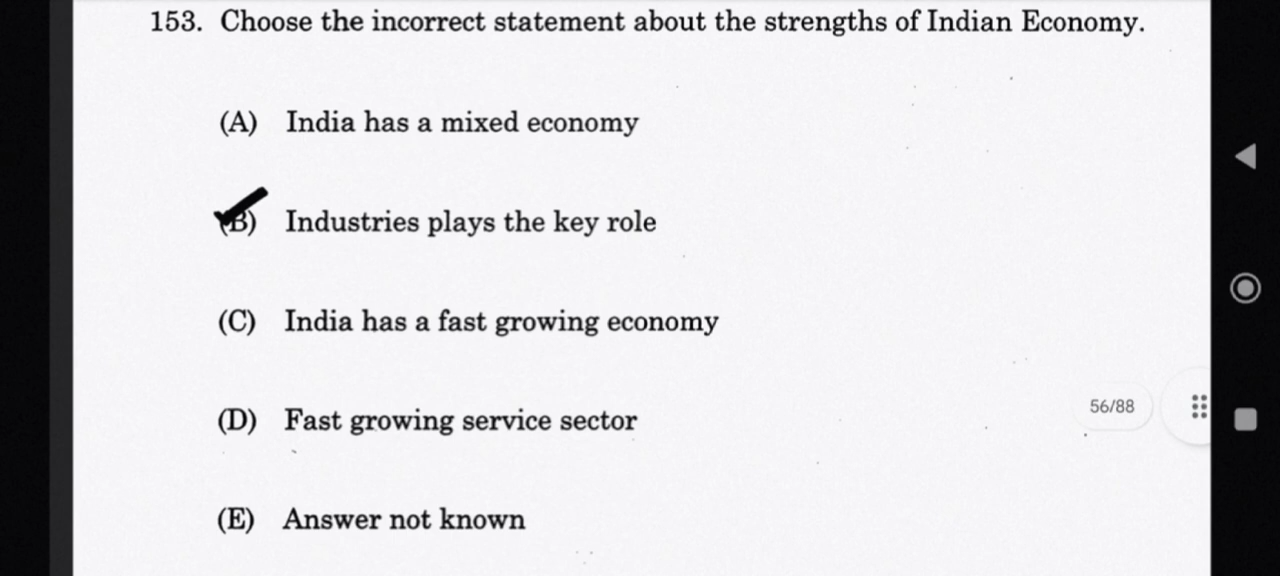 153. Choose the incorrect statement about the strengths of Indian Economy.
(A) India has a mixed economy
(B) Industries plays the key role
(C) India has a fast growing economy
(D) Fast growing service sector
56/88
(E) Answer not known